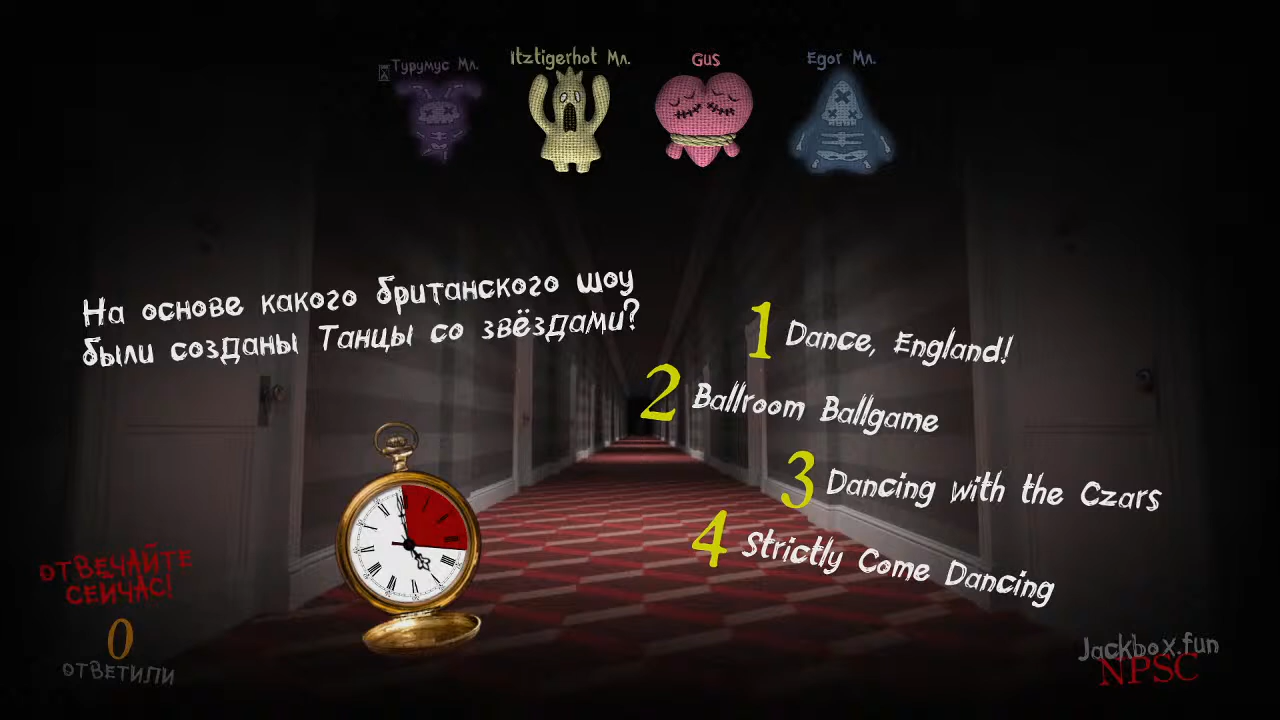 Турумус Мл.
Itztigerhot Мл.
Gus
Egor Мл.
На основе какого британского шоу
были созданы Танцы со звёздами?
1 Dance, England!
2 Ballroom Ballgame
3 Dancing with the Czars
4 Strictly Come Dancing
ОТВЕЧАЙТЕ
СЕЙЧАС!
0
ОТВЕТИЛИ
Jackbox.fun
NPSC